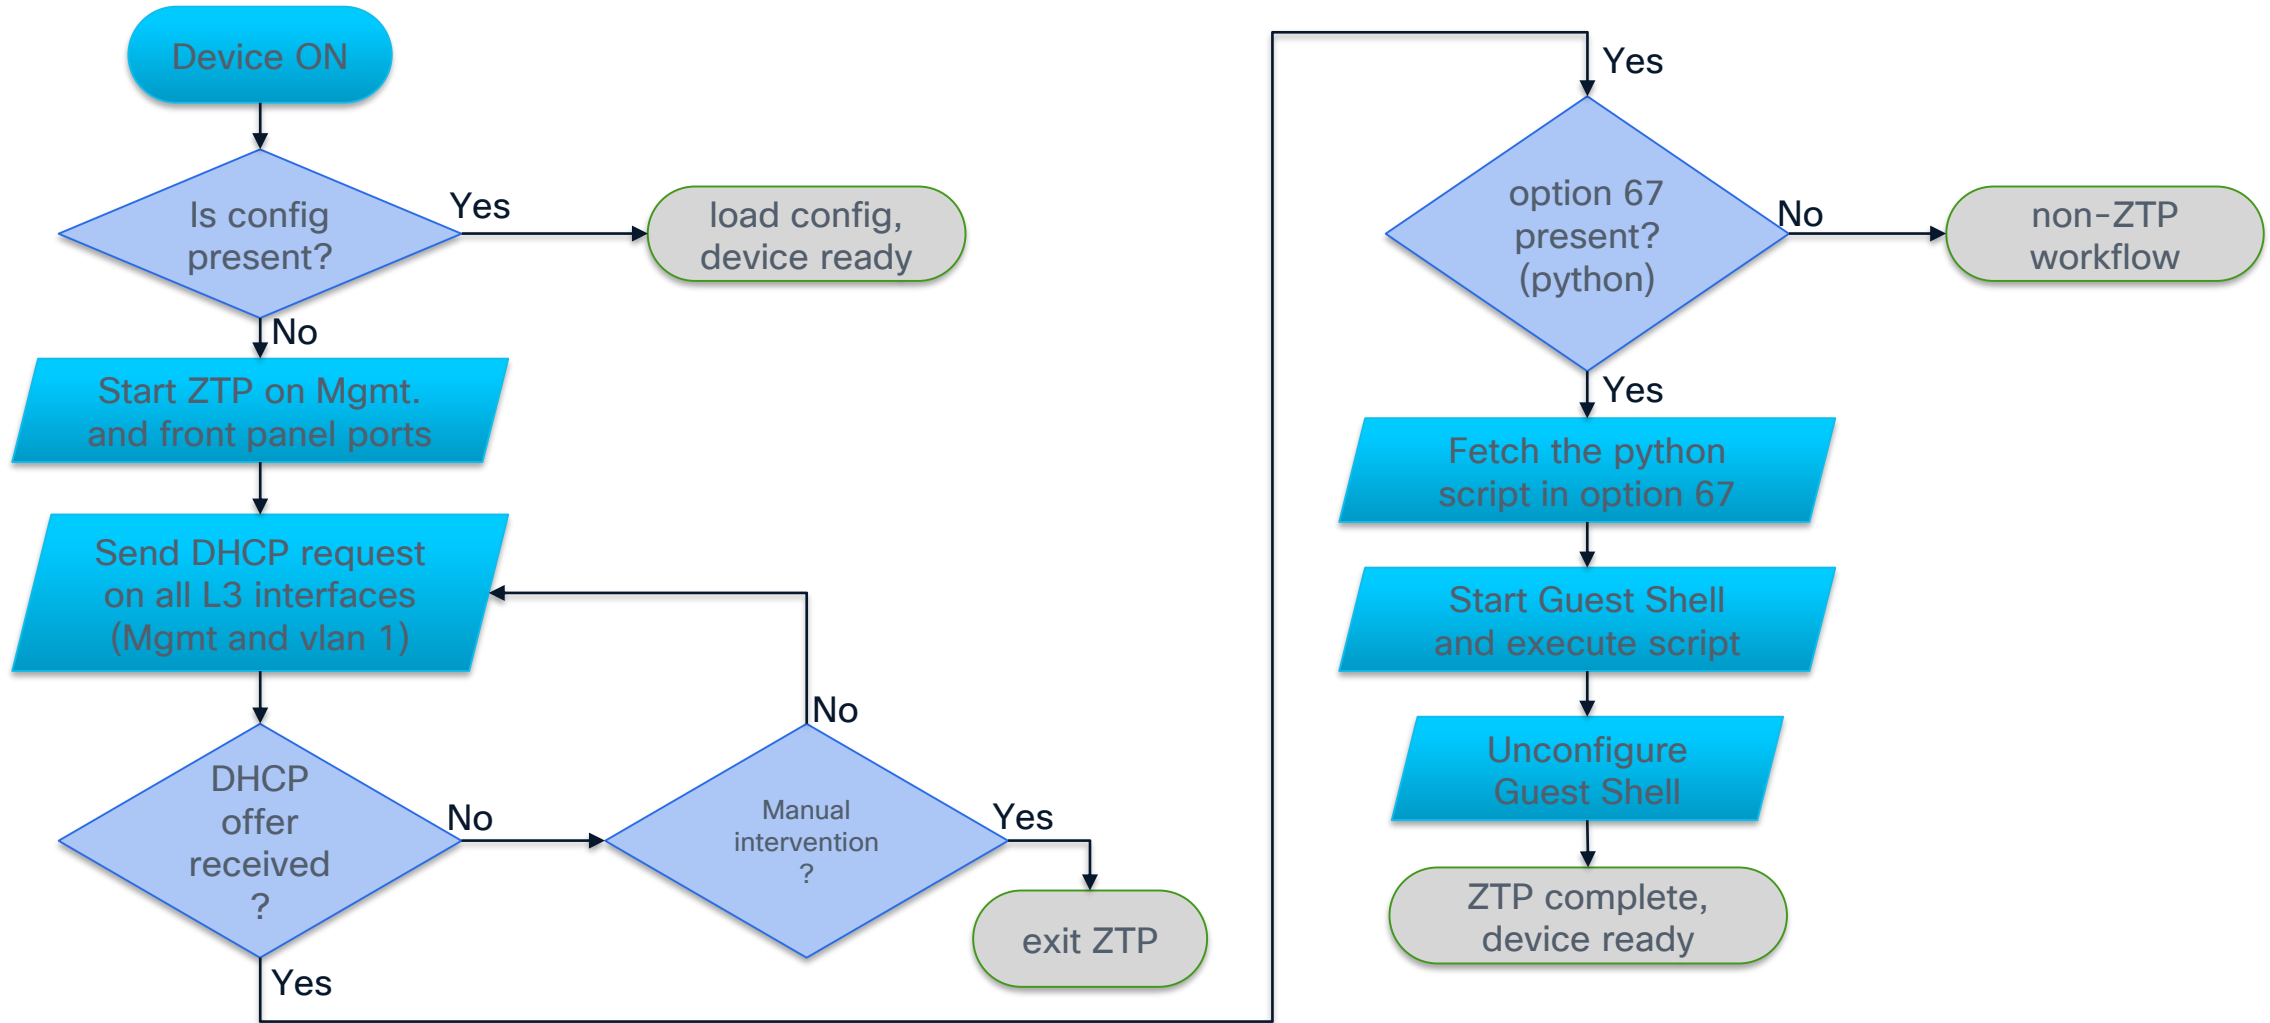 Device ON
Is config
present?
Yes
load config,
device ready
No
Start ZTP on Mgmt.
and front panel ports
Send DHCP request
on all L3 interfaces
(Mgmt and vlan 1)
DHCP
offer
received
?
No
Manual
intervention
?
No
Yes
exit ZTP
Yes
Yes
option 67
present?
(python)
No
non-ZTP
workflow
Yes
Fetch the python
script in option 67
Start Guest Shell
and execute script
Unconfigure
Guest Shell
ZTP complete,
device ready